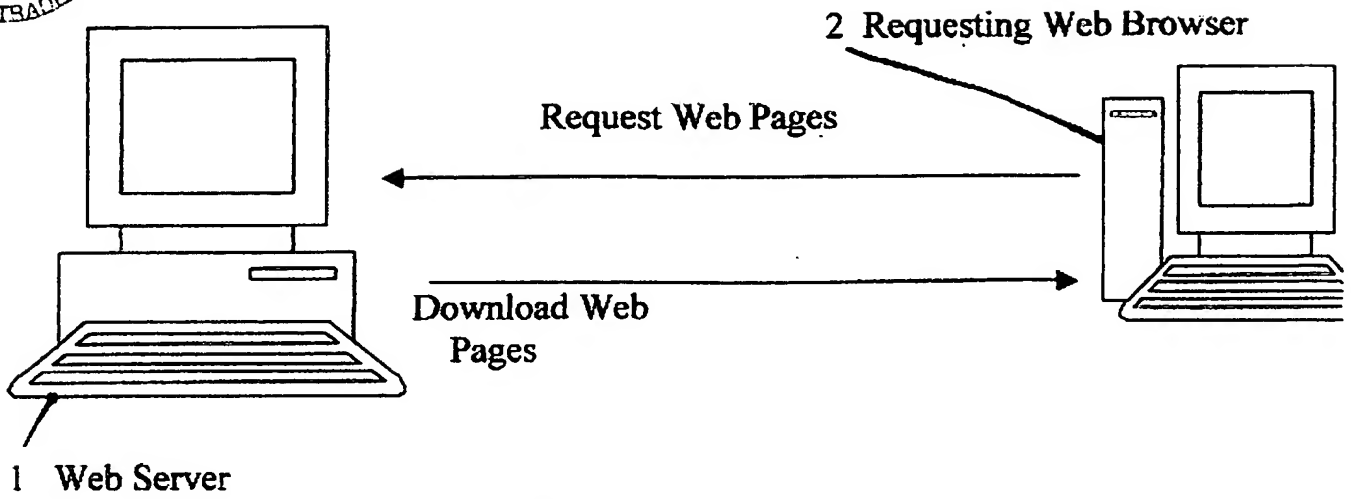 2 Requesting Web Browser
Request Web Pages
Download Web
Pages
1 Web Server